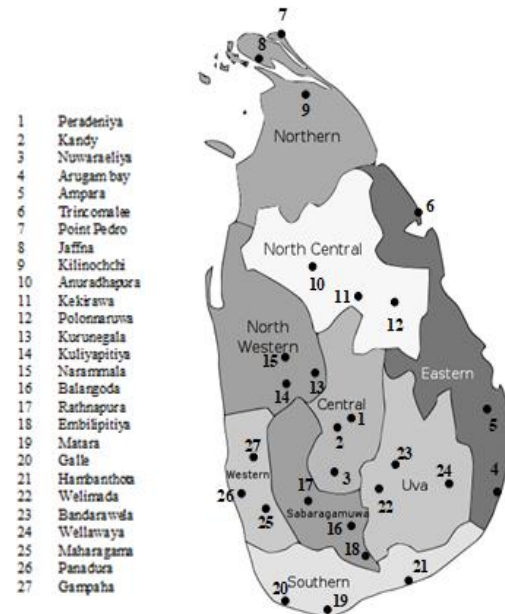 1 Peradeniya
2 Kandy
3 Nuwaraeliya
4 Arugam bay
5 Ampara
6 Trincomalee
7 Point Pedro
8 Jaffna
9 Kilinochchi
10 Anuradhapura
11 Kekirawa
12 Polonnaruwa
13 Kurunegala
14 Kuliyapitiya
15 Narammala
16 Balangoda
17 Rathnapura
18 Embilipitiya
19 Matara
20 Galle
21 Hambanthota
22 Welimada
23 Bandarawela
24 Wellawaya
25 Maharagama
26 Panadura
27 Gampaha
7
8
9
Northern
6
North Central
10
11
12
North
Western
15
13
14
Eastern
Central
1
2
5
27
23
3
Western
24
4
17
Uva
26
22
25
Sabaragamuwa
16
18
21
Southern
20
19